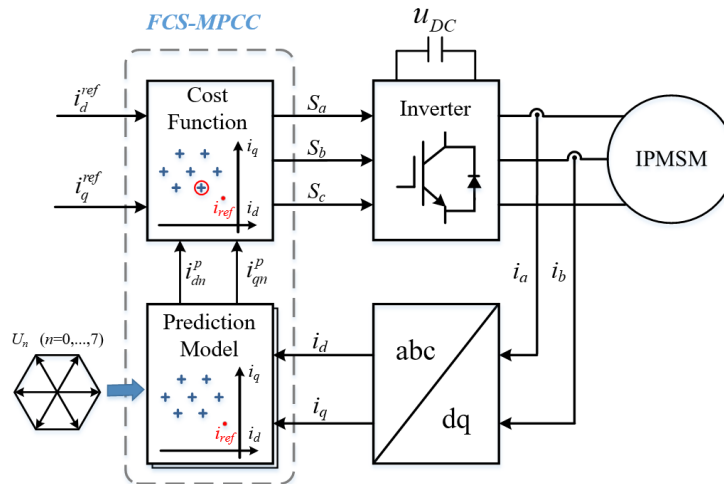 FCS-MPCC
u_DC
i_d^ref
i_q^ref
Cost
Function
i_q
i_ref
i_d
S_a
S_b
S_c
Inverter
IPMSM
i_dn^p
i_qn^p
i_a
i_b
U_n (n=0,...,7)
Prediction
Model
i_q
i_ref
i_d
i_d
i_q
abc
dq